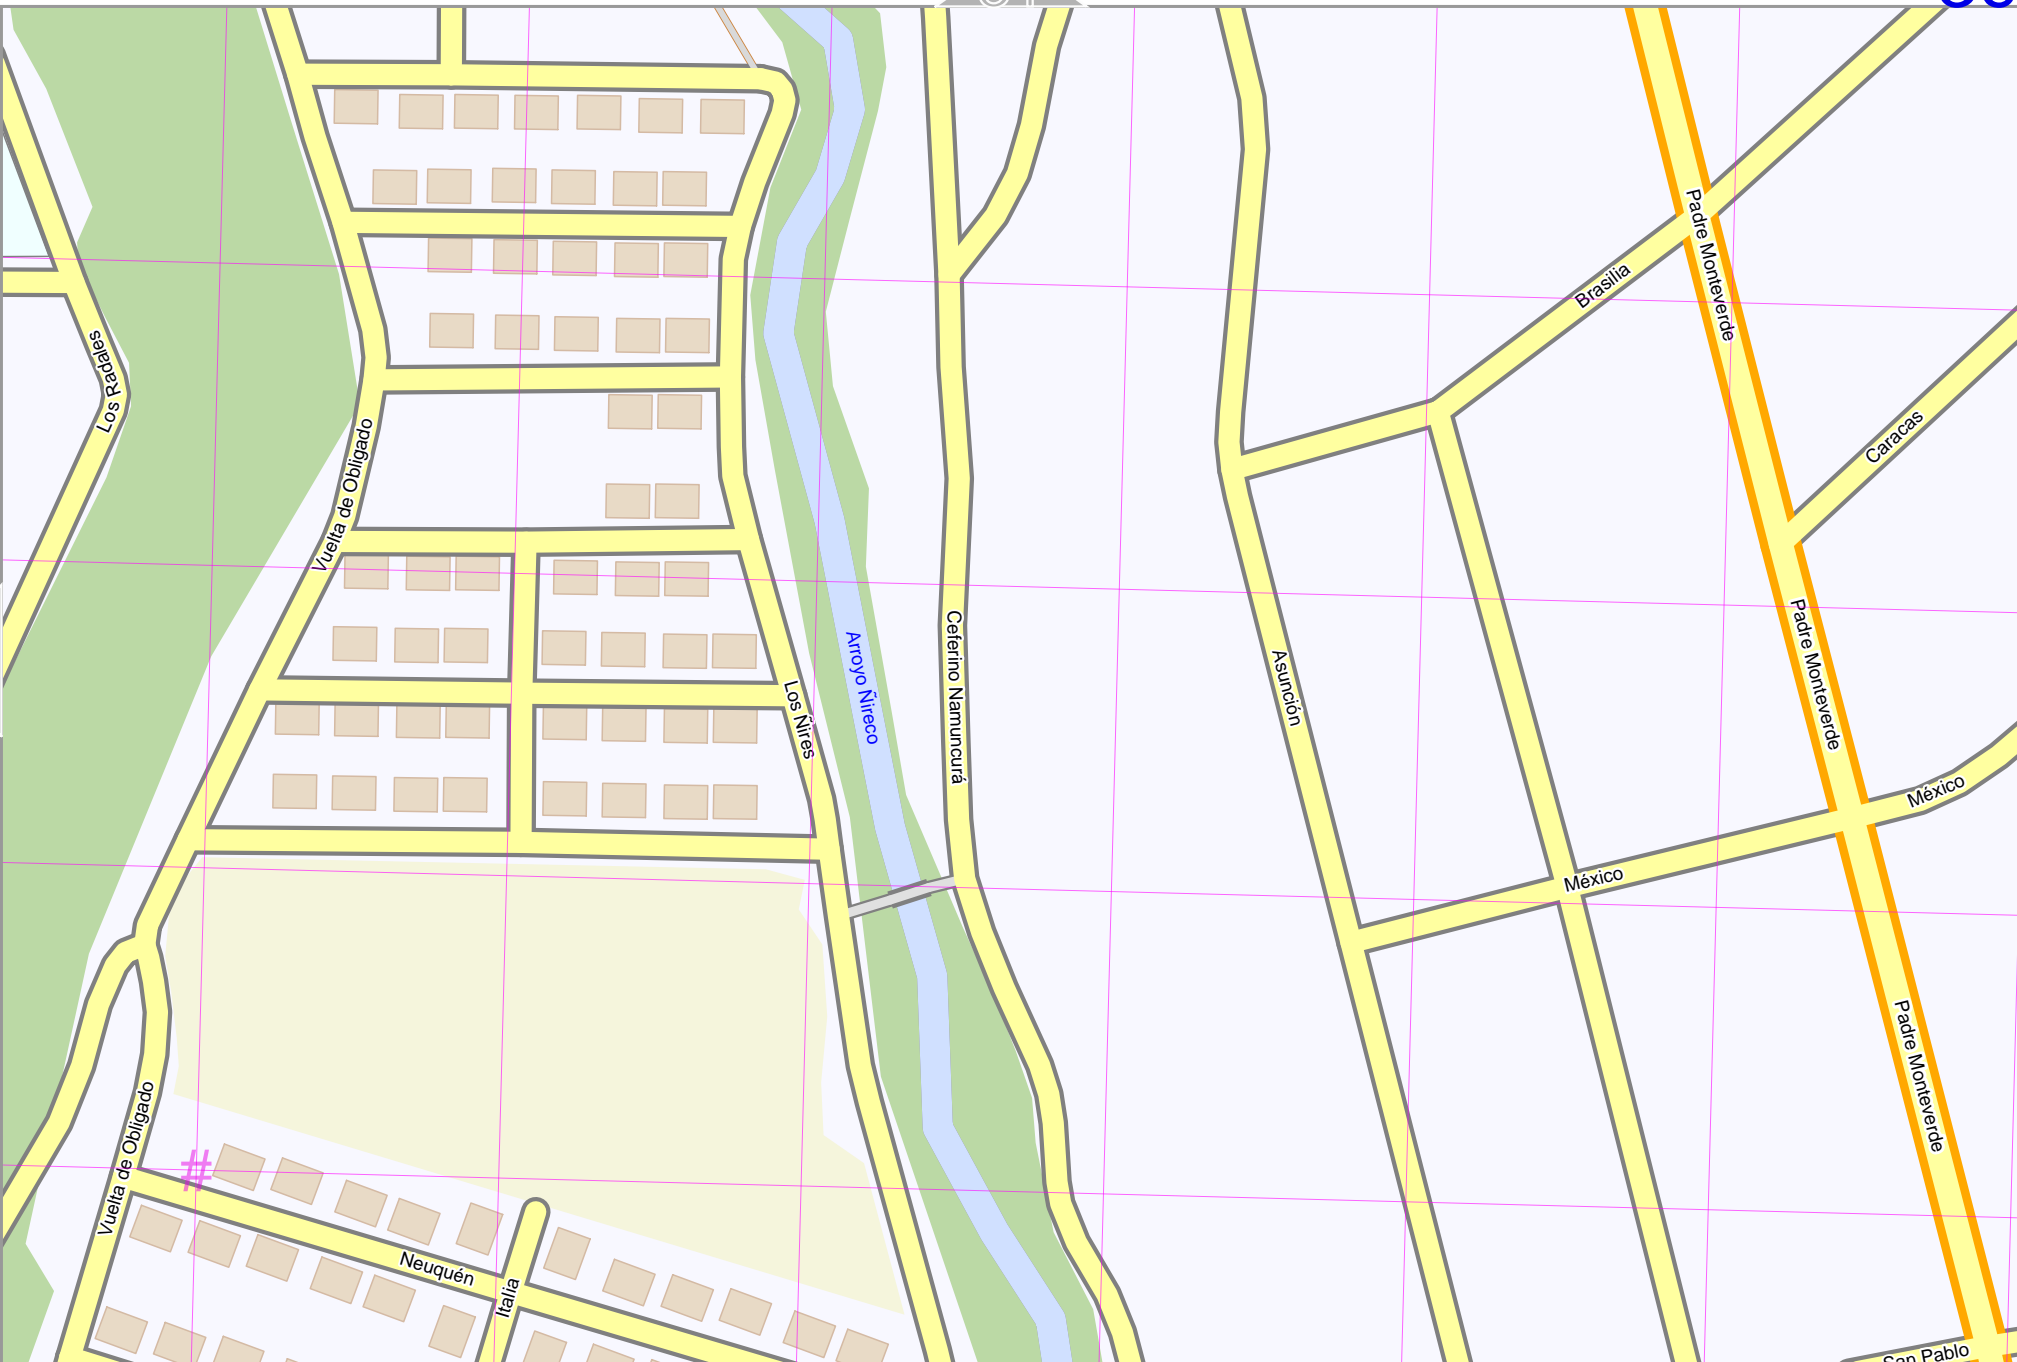 Padre Monteverde
Brasilia
Los Radales
Caracas
Vuelta de Obligado
Padre Monteverde
Ceferino Namuncurá
Arroyo Ñireco
Asunción
Los Ñires
México
México
Padre Monteverde
Vuelta de Obligado
#
Neuquén
Italia
San Pablo